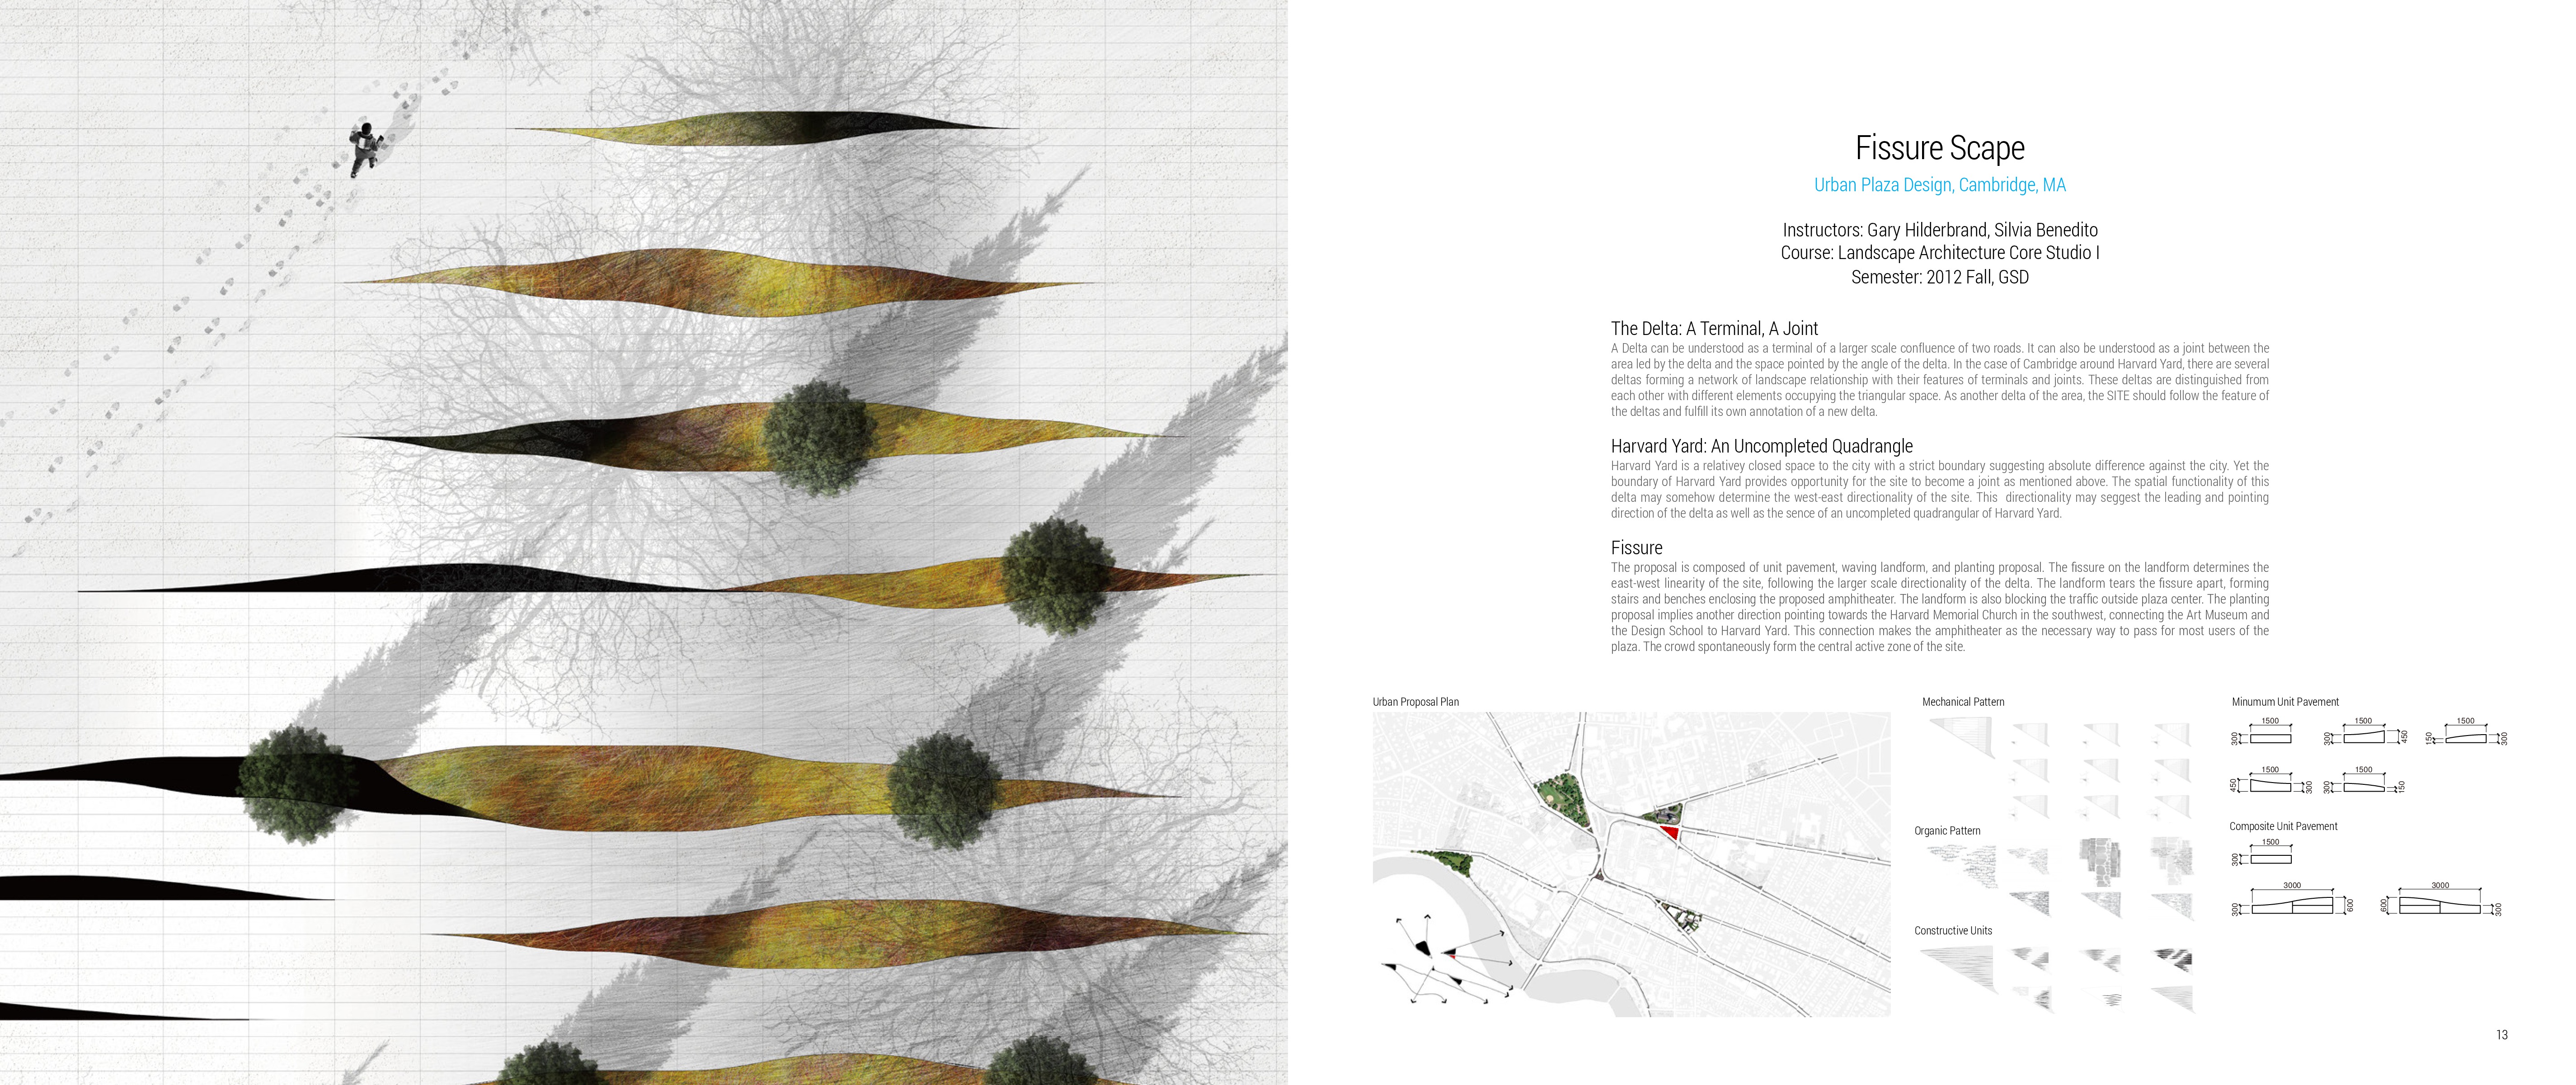 Fissure Scape
Urban Plaza Design, Cambridge, MA
Instructors: Gary Hilderbrand, Silvia Benedito
Course: Landscape Architecture Core Studio I
Semester: 2012 Fall, GSD
The Delta: A Terminal, A Joint
A Delta can be understood as a terminal of a larger scale confluence of two roads. It can also be understood as a joint between the
area led by the delta and the space pointed by the angle of the delta. In the case of Cambridge around Harvard Yard, there are several
deltas forming a network of landscape relationship with their features of terminals and joints. These deltas are distinguished from
each other with different elements occupying the triangular space. As another delta of the area, the SITE should follow the feature of
the deltas and fulfill its own annotation of a new delta.
Harvard Yard: An Uncompleted Quadrangle
Harvard Yard is a relativey closed space to the city with a strict boundary suggesting absolute difference against the city. Yet the
boundary of Harvard Yard provides opportunity for the site to become a joint as mentioned above. The spatial functionality of this
delta may somehow determine the west-east directionality of the site. This directionality may seggest the leading and pointing
direction of the delta as well as the sence of an uncompleted quadrangular of Harvard Yard.
Fissure
The proposal is composed of unit pavement, waving landform, and planting proposal. The fissure on the landform determines the
east-west linearity of the site, following the larger scale directionality of the delta. The landform tears the fissure apart, forming
stairs and benches enclosing the proposed amphitheater. The landform is also blocking the traffic outside plaza center. The planting
proposal implies another direction pointing towards the Harvard Memorial Church in the southwest, connecting the Art Museum and
the Design School to Harvard Yard. This connection makes the amphitheater as the necessary way to pass for most users of the
plaza. The crowd spontaneously form the central active zone of the site.
Urban Proposal Plan
Mechanical Pattern
Organic Pattern
Constructive Units
Minumum Unit Pavement
1500 1500 1500
300 300 450 150 300
1500 1500
450 300 300 150
Composite Unit Pavement
1500
300
3000 3000
300 600 600 300
13